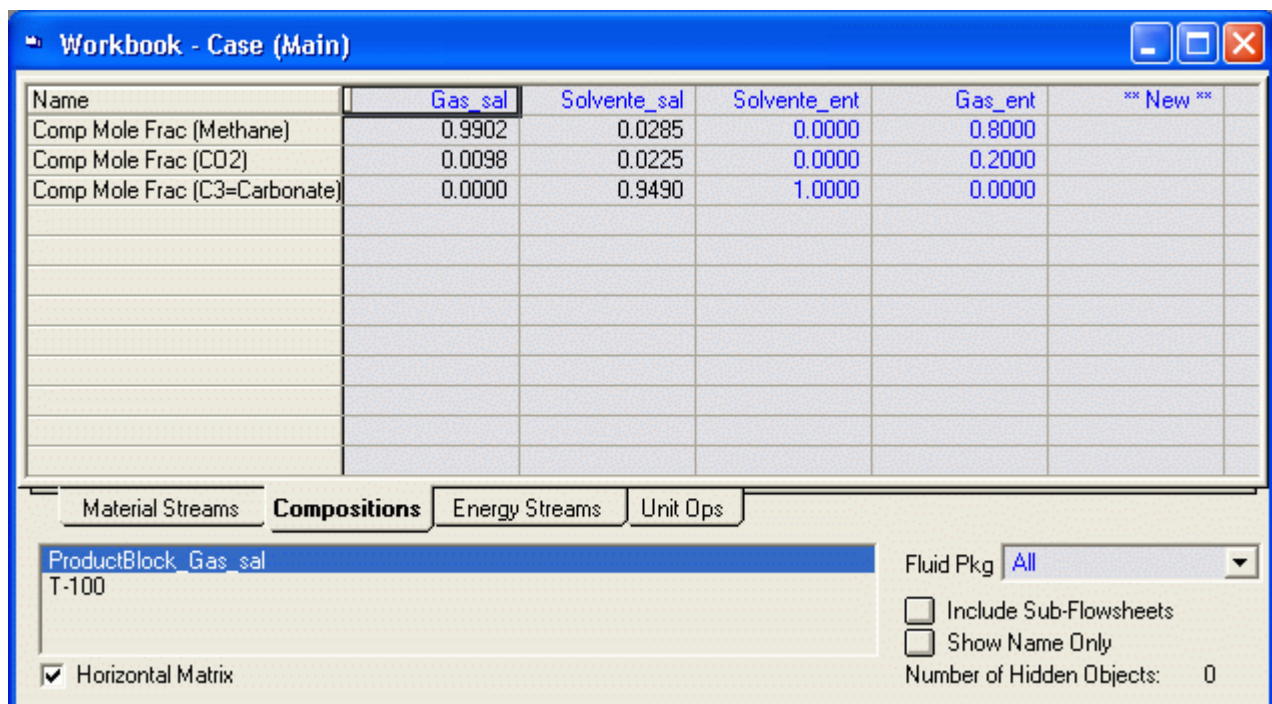 Workbook - Case (Main)
Name Gas_sal Solvente_sal Solvente_ent Gas_ent ** New **
Comp Mole Frac (Methane) 0.9902 0.0285 0.0000 0.8000
Comp Mole Frac (CO2) 0.0098 0.0225 0.0000 0.2000
Comp Mole Frac (C3=Carbonate) 0.0000 0.9490 1.0000 0.0000
Material Streams Compositions Energy Streams Unit Ops
ProductBlock_Gas_sal
T-100
Fluid Pkg All
Include Sub-Flowsheets
Show Name Only
Horizontal Matrix Number of Hidden Objects: 0